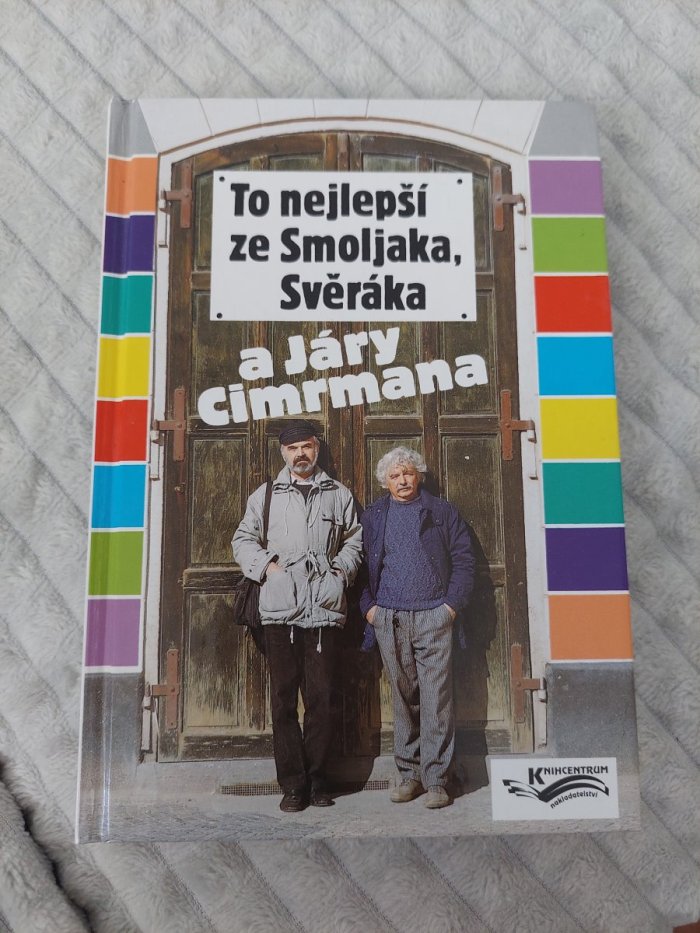 To nejlepší
ze Smoljaka,
Svěráka
a Járy
Cimrmana
KNIHCENTRUM
nakladatelství